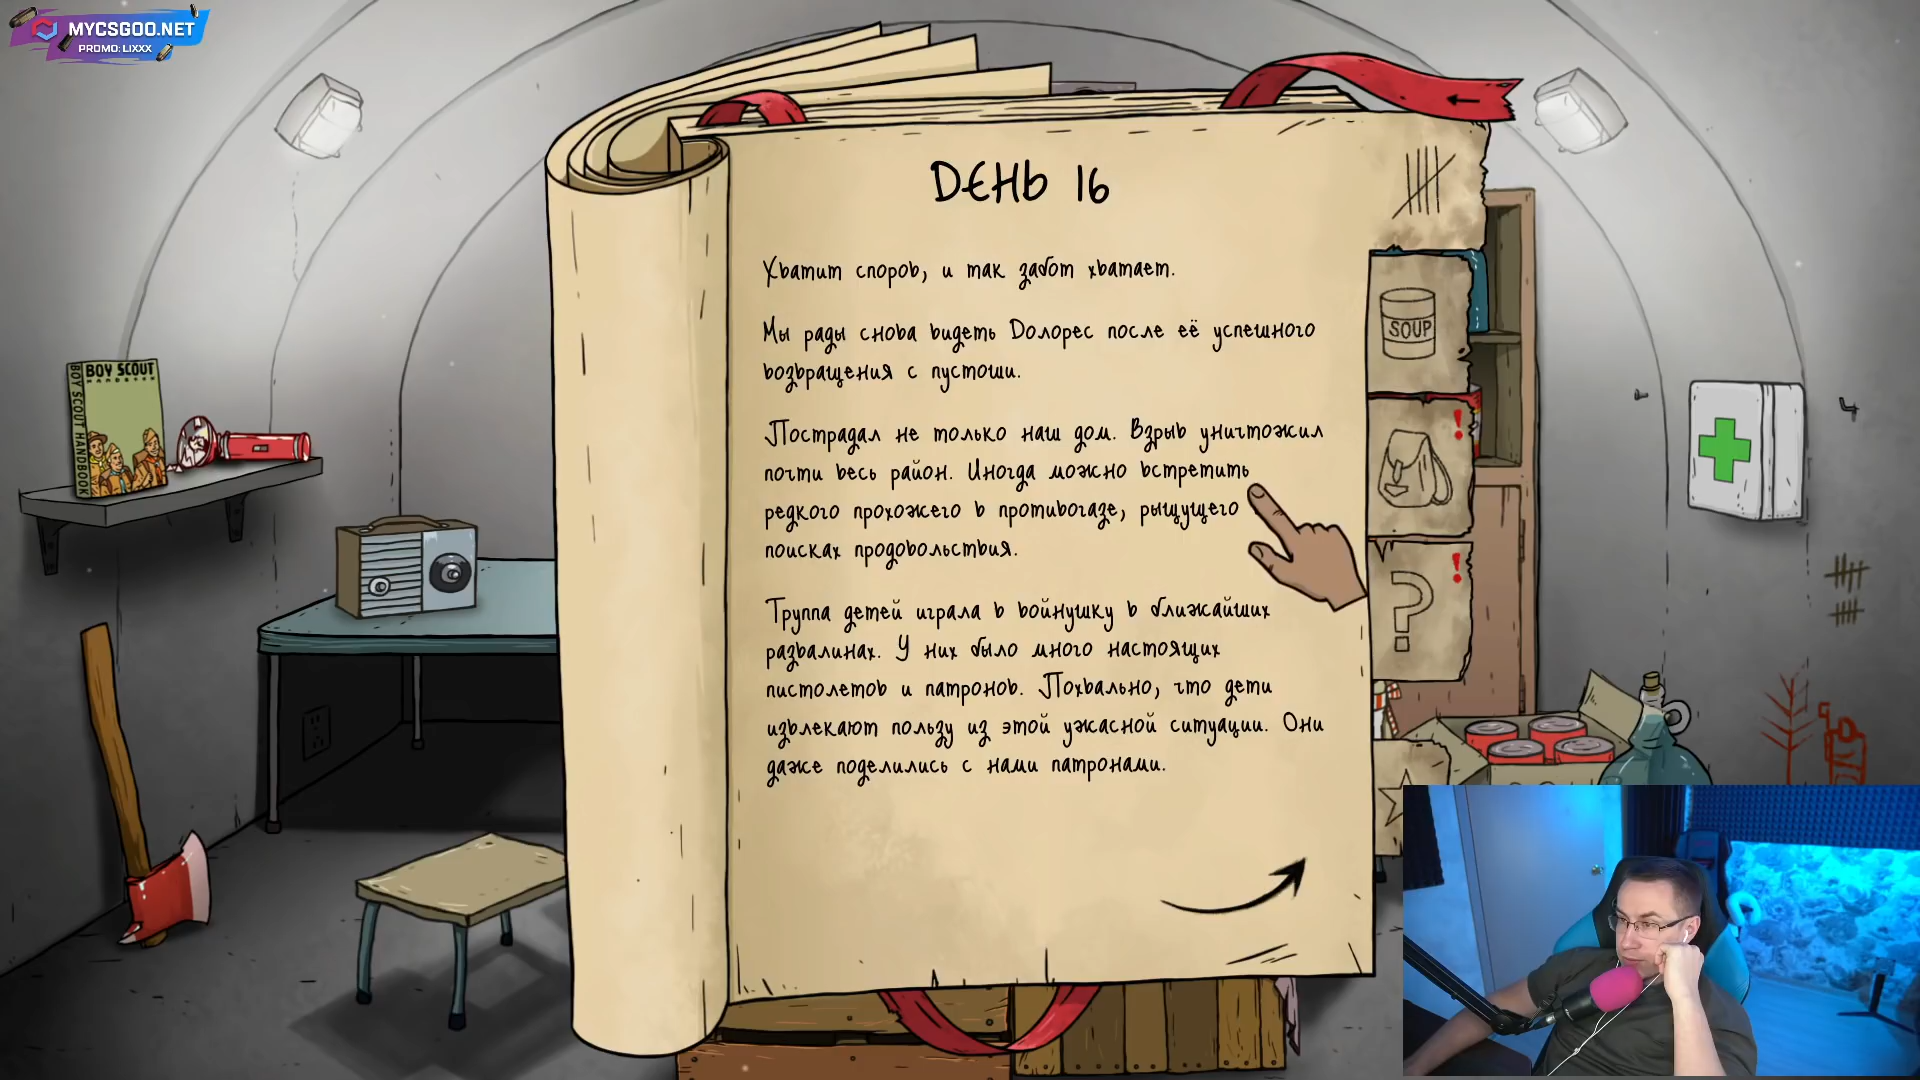 MYCSGOO.NET
PROMO: LIXXX
BOY SCOUT
HANDBOOK
BOY SCOUT HANDBOOK
ДЕНЬ 16
Хватит споров, и так забот хватает.
Мы рады снова видеть Долорес после её успешного
возвращения с пустоши.
Пострадал не только наш дом. Взрыв уничтожил
почти весь район. Иногда можно встретить
редкого прохожего в противогазе, рыщущего
поисках продовольствия.
Группа детей играла в войнушку в ближайших
развалинах. У них было много настоящих
пистолетов и патронов. Похвально, что дети
извлекают пользу из этой ужасной ситуации. Они
даже поделились с нами патронами.
SOUP
!
!
?